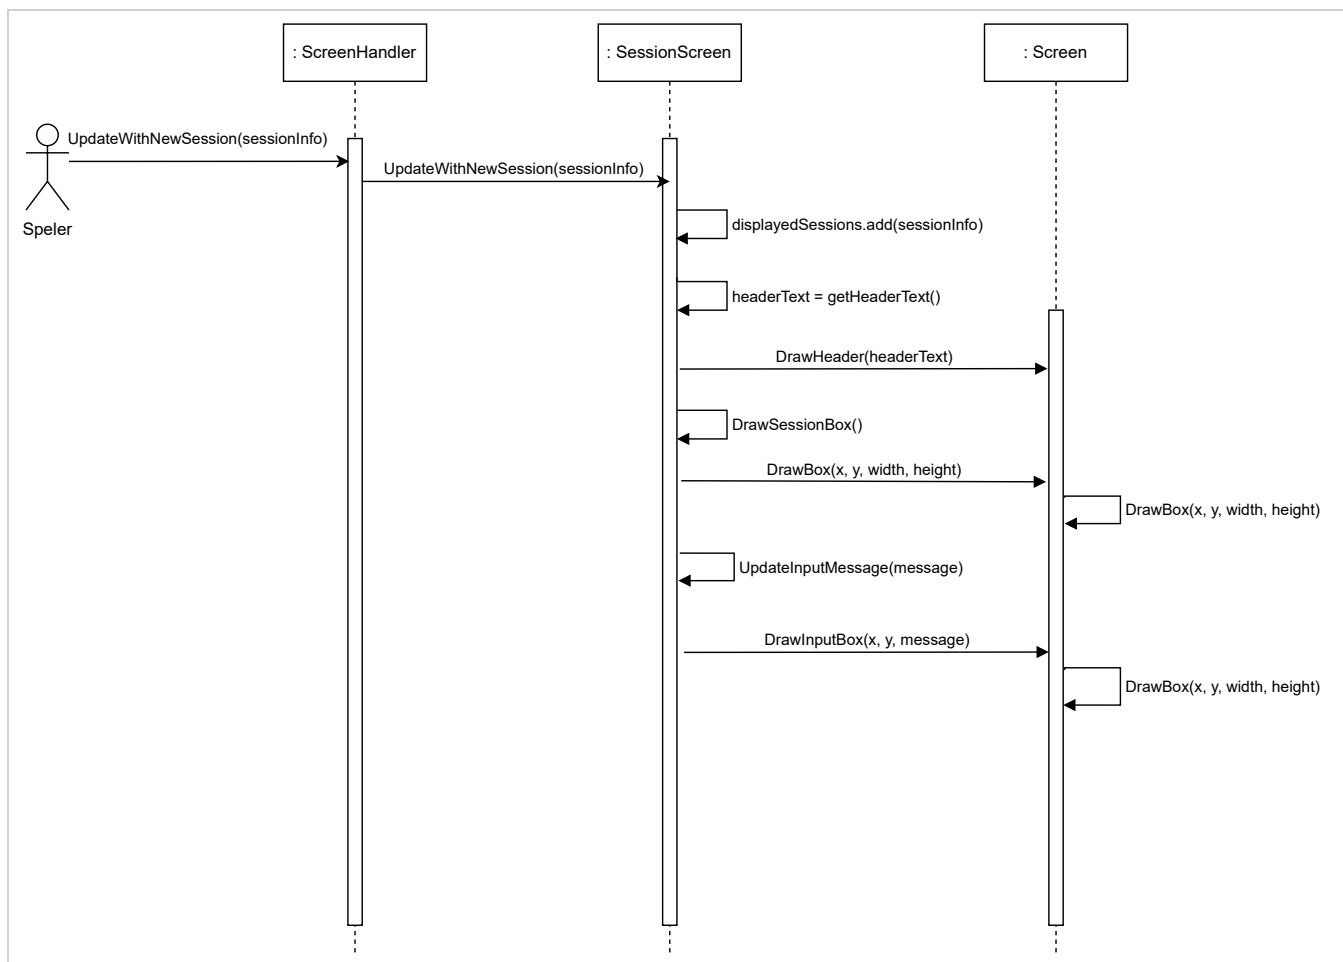 : ScreenHandler
: SessionScreen
: Screen
UpdateWithNewSession(sessionInfo)
UpdateWithNewSession(sessionInfo)
Speler
displayedSessions.add(sessionInfo)
headerText = getHeaderText()
DrawHeader(headerText)
DrawSessionBox()
DrawBox(x, y, width, height)
DrawBox(x, y, width, height)
UpdateInputMessage(message)
DrawInputBox(x, y, message)
DrawBox(x, y, width, height)